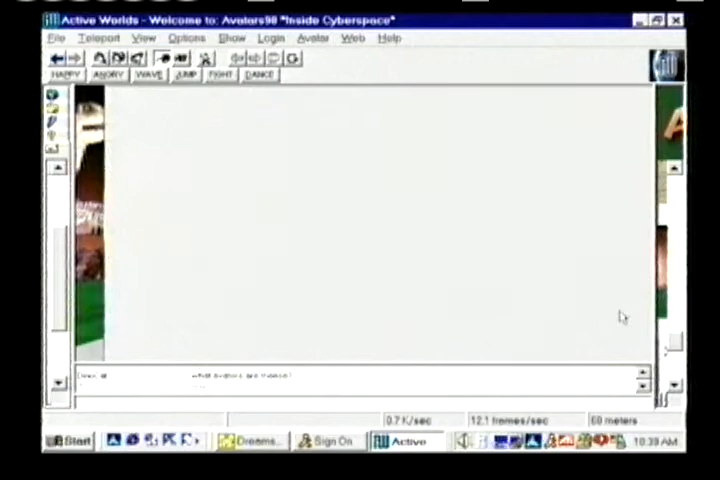 Active Worlds - Welcome to: Avatars98 "Inside Cyberspace"
File Teleport View Options Show Login Avatar Web Help
HAPPY ANGRY WAVE JUMP FIGHT DANCE
A
0.7 K/sec 12.1 frames/sec 60 meters
Start Dreams... Sign On Active 10:39 AM